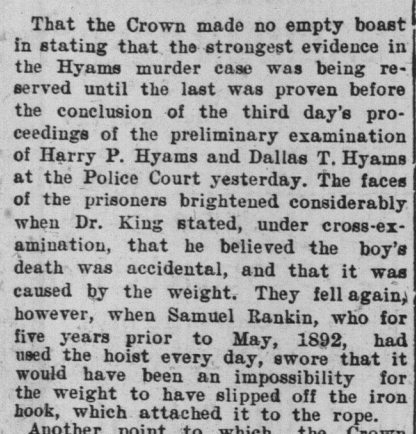 That the Crown made no empty boast
in stating that the strongest evidence in
the Hyams murder case was being re-
served until the last was proven before
the conclusion of the third day's pro-
ceedings of the preliminary examination
of Harry P. Hyams and Dallas T. Hyams
at the Police Court yesterday. The faces
of the prisoners brightened considerably
when Dr. King stated, under cross-ex-
amination, that he believed the boy's
death was accidental, and that it was
caused by the weight. They fell again,
however, when Samuel Rankin, who for
five years prior to May, 1892, had
used the hoist every day, swore that it
would have been an impossibility for
the weight to have slipped off the iron
hook, which attached it to the rope.
Another point to which the Crown